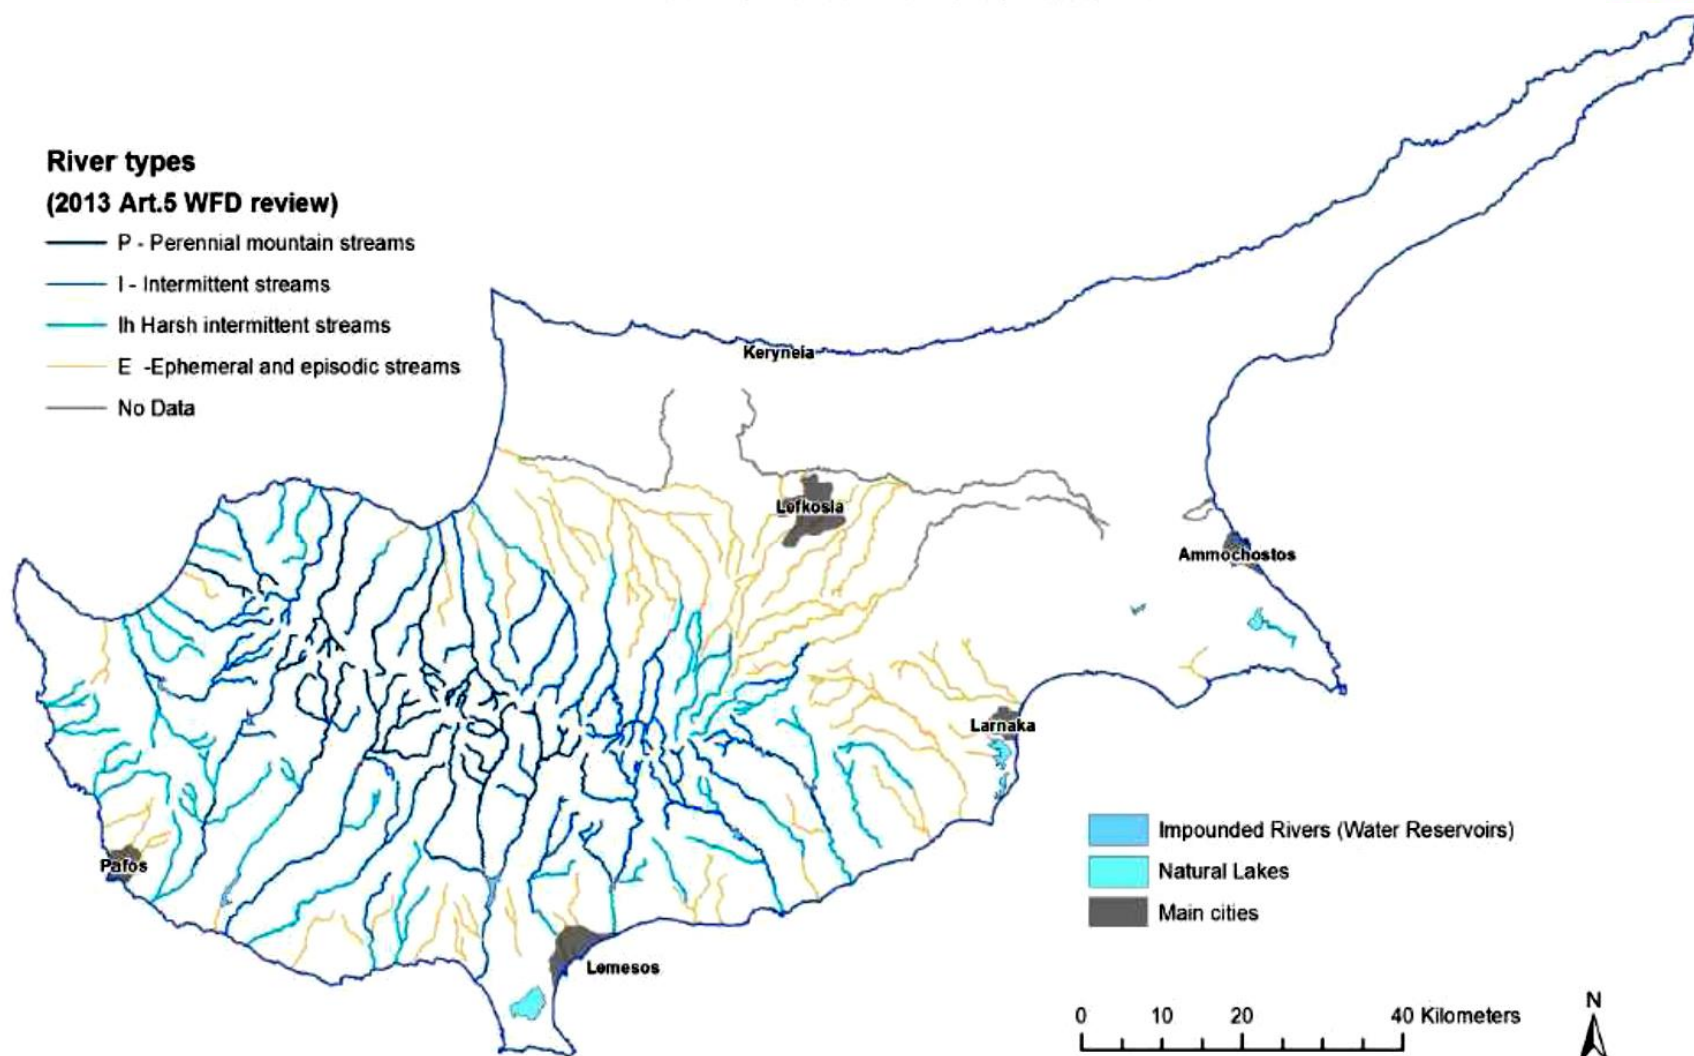 River types
(2013 Art.5 WFD review)
P - Perennial mountain streams
I - Intermittent streams
Ih Harsh intermittent streams
E -Ephemeral and episodic streams
No Data
Keryneia
Lefkosia
Ammochostos
Larnaka
Pafos
Lemesos
Impounded Rivers (Water Reservoirs)
Natural Lakes
Main cities
0 10 20 40 Kilometers
N